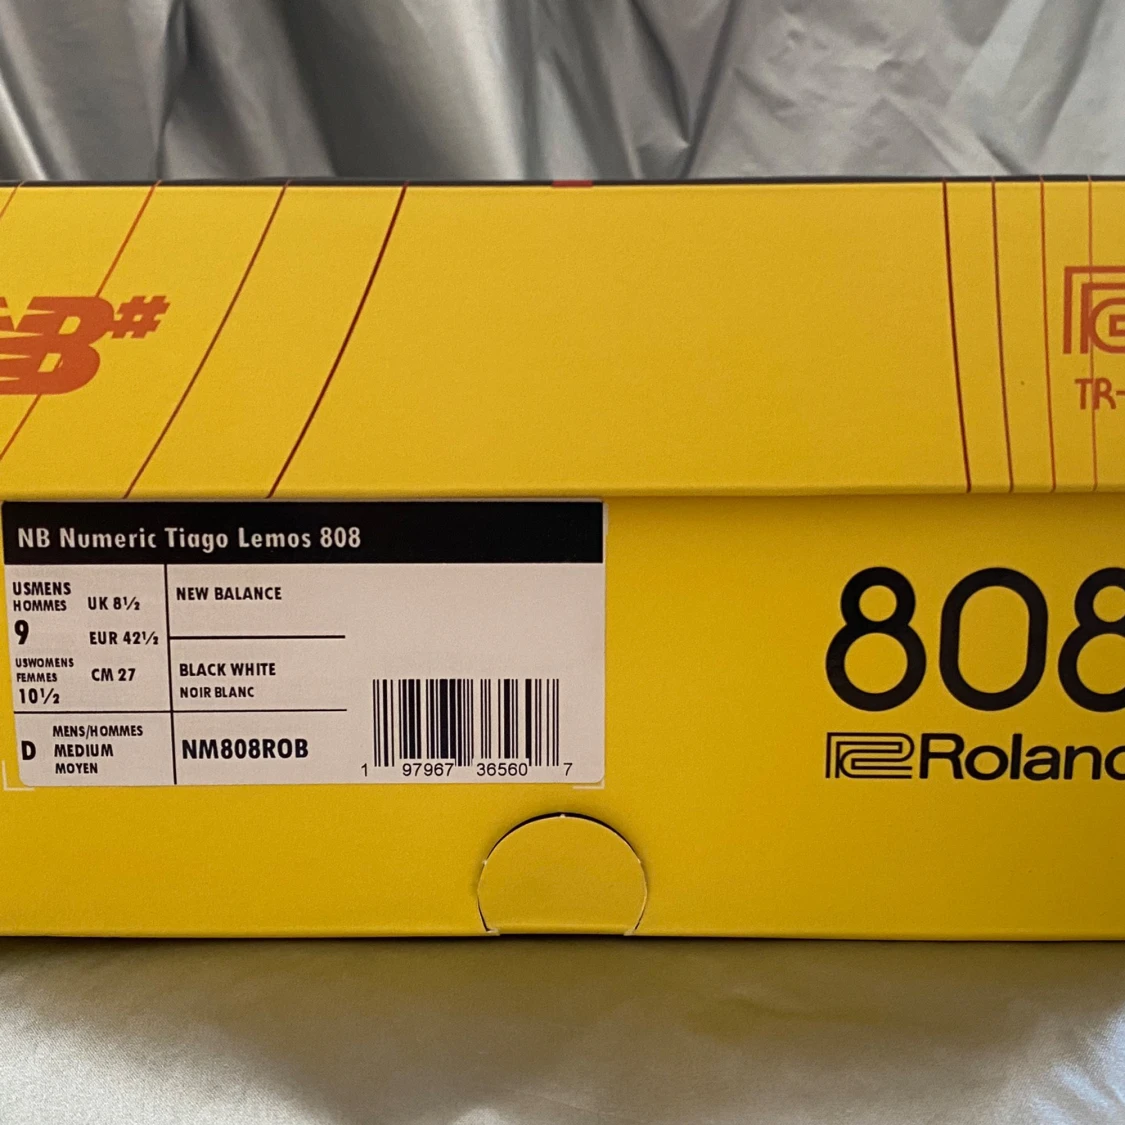 NB#
TR-
NB Numeric Tiago Lemos 808
USMENS
HOMMES
9
UK 8½
EUR 42½
USWOMENS
FEMMES
10½
CM 27
D
MENS/HOMMES
MEDIUM
MOYEN
NEW BALANCE
BLACK WHITE
NOIR BLANC
NM808ROB
1 97967 36560 7
808
Roland